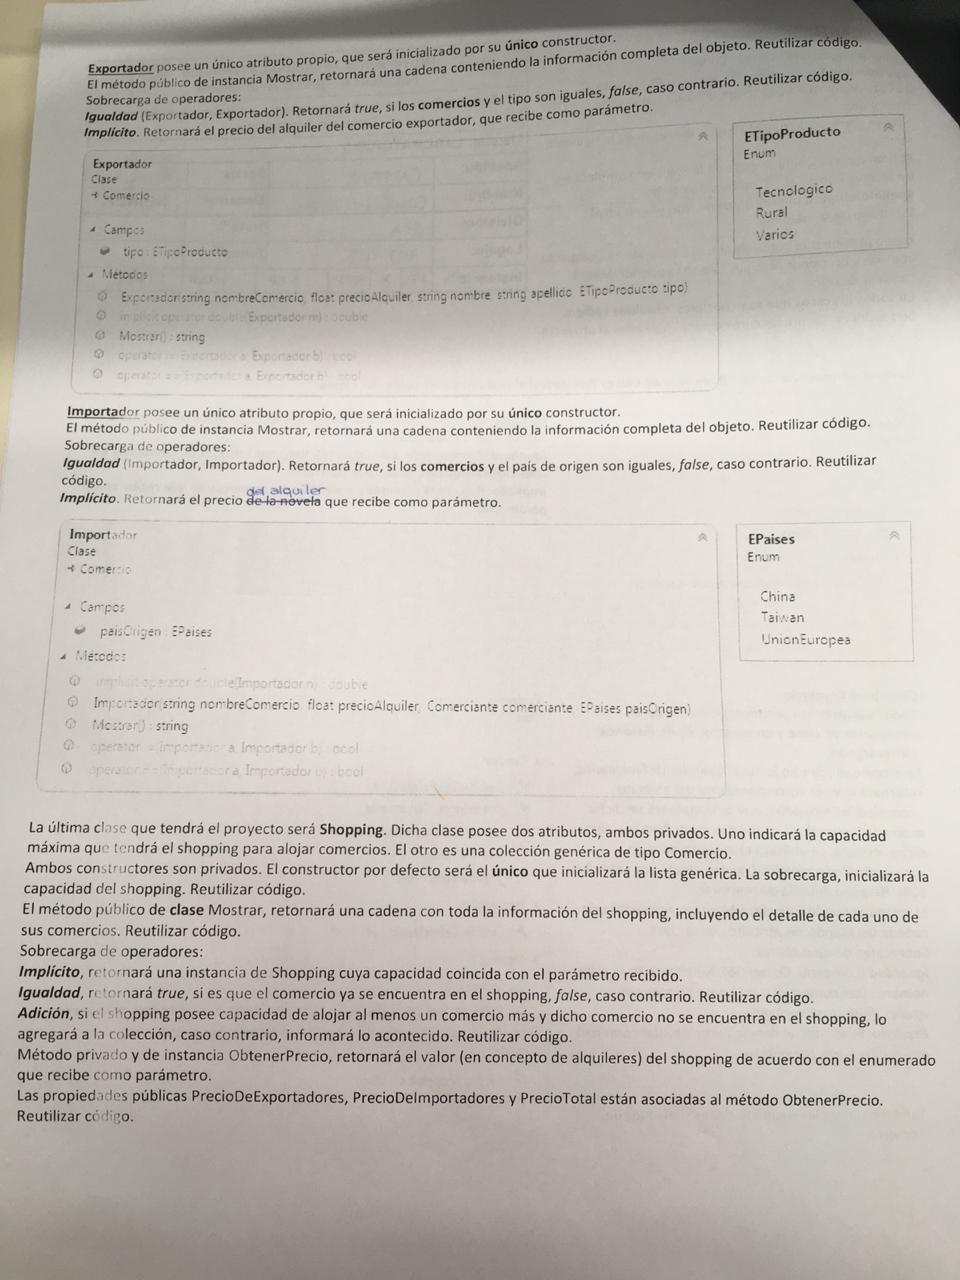 Exportador posee un único atributo propio, que será inicializado por su único constructor.
El método público de instancia Mostrar, retornará una cadena conteniendo la información completa del objeto. Reutilizar código.
Sobrecarga de operadores:
Igualdad (Exportador, Exportador). Retornará true, si los comercios y el tipo son iguales, false, caso contrario. Reutilizar código.
Implícito. Retornará el precio del alquiler del comercio exportador, que recibe como parámetro.
Exportador
Clase
Comercio
Campos
tipo : ETipoProducto
Metodos
Exportador(string nombreComercio, float precioAlquiler, string nombre, string apellido, ETipoProducto tipo)
implicit operator double(Exportador m) : double
Mostrar() : string
operator Exportador a, Exportador b) : bool
operator == Exportador a, Exportador b) : bool
ETipoProducto
Enum
Tecnologico
Rural
Varios
Importador posee un único atributo propio, que será inicializado por su único constructor.
El método público de instancia Mostrar, retornará una cadena conteniendo la información completa del objeto. Reutilizar código.
Sobrecarga de operadores:
Igualdad (Importador, Importador). Retornará true, si los comercios y el país de origen son iguales, false, caso contrario. Reutilizar
código.
del alquiler
Implícito. Retornará el precio de la novela que recibe como parámetro.
Importador
Clase
Comercio
Campos
paisOrigen : EPaises
Métodos
implicit operator double(Importador n) : double
Importador(string nombreComercio, float precioAlquiler, Comerciante comerciante, EPaises paisOrigen)
Mostrar() : string
operator (Importador a, Importador b) : bool
operator ==(Importador a, Importador b) : bool
EPaises
Enum
China
Taiwan
UnionEuropea
La última clase que tendrá el proyecto será Shopping. Dicha clase posee dos atributos, ambos privados. Uno indicará la capacidad
máxima que tendrá el shopping para alojar comercios. El otro es una colección genérica de tipo Comercio.
Ambos constructores son privados. El constructor por defecto será el único que inicializará la lista genérica. La sobrecarga, inicializará la
capacidad del shopping. Reutilizar código.
El método público de clase Mostrar, retornará una cadena con toda la información del shopping, incluyendo el detalle de cada uno de
sus comercios. Reutilizar código.
Sobrecarga de operadores:
Implícito, retornará una instancia de Shopping cuya capacidad coincida con el parámetro recibido.
Igualdad, retornará true, si es que el comercio ya se encuentra en el shopping, false, caso contrario. Reutilizar código.
Adición, si el shopping posee capacidad de alojar al menos un comercio más y dicho comercio no se encuentra en el shopping, lo
agregará a la colección, caso contrario, informará lo acontecido. Reutilizar código.
Método privado y de instancia ObtenerPrecio, retornará el valor (en concepto de alquileres) del shopping de acuerdo con el enumerado
que recibe como parámetro.
Las propiedades públicas PrecioDeExportadores, PrecioDeImportadores y PrecioTotal están asociadas al método ObtenerPrecio.
Reutilizar código.